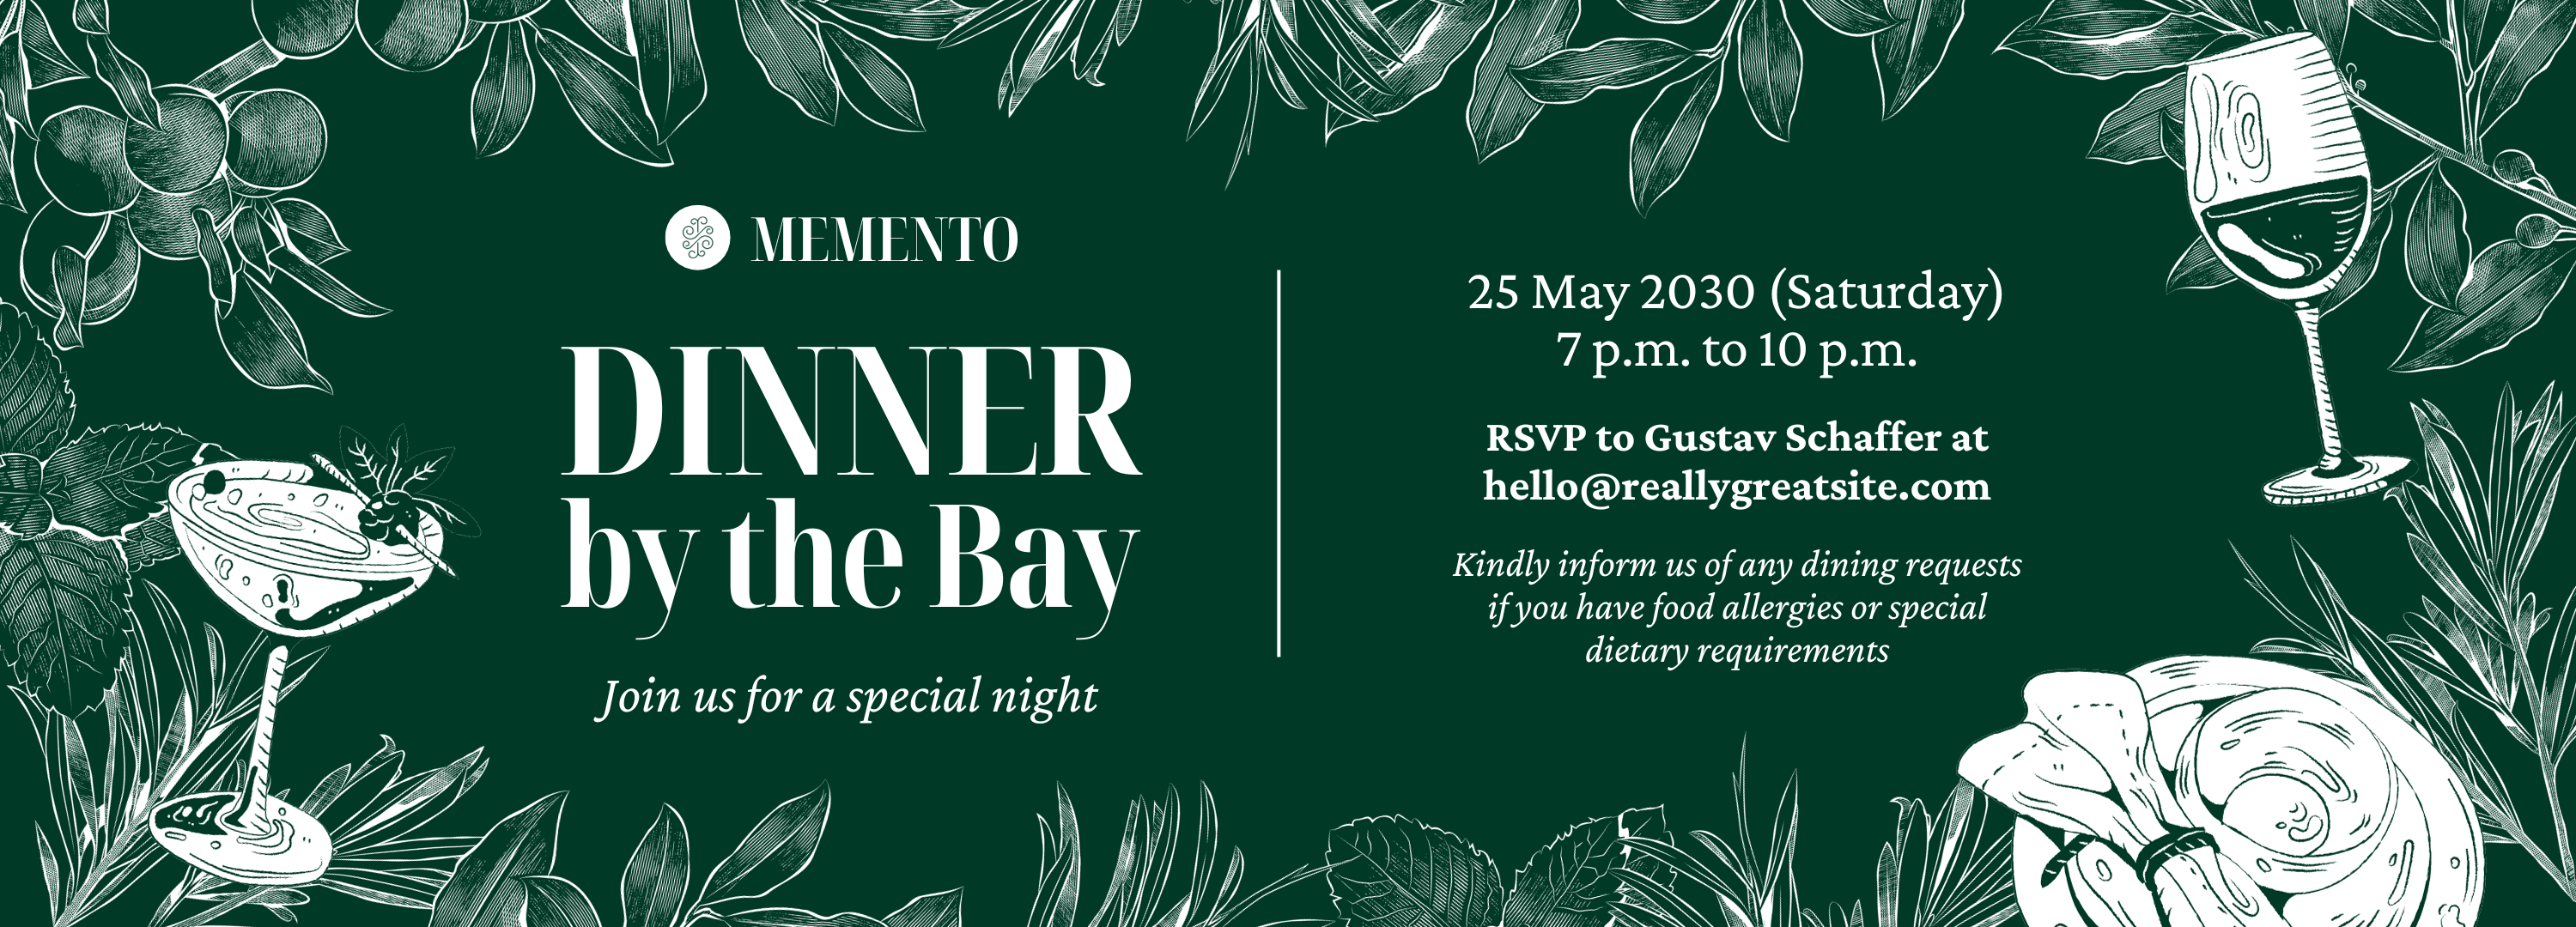 MEMENTO
DINNER
by the Bay
Join us for a special night
25 May 2030 (Saturday)
7 p.m. to 10 p.m.
RSVP to Gustav Schaffer at
hello@reallygreatsite.com
Kindly inform us of any dining requests
if you have food allergies or special
dietary requirements